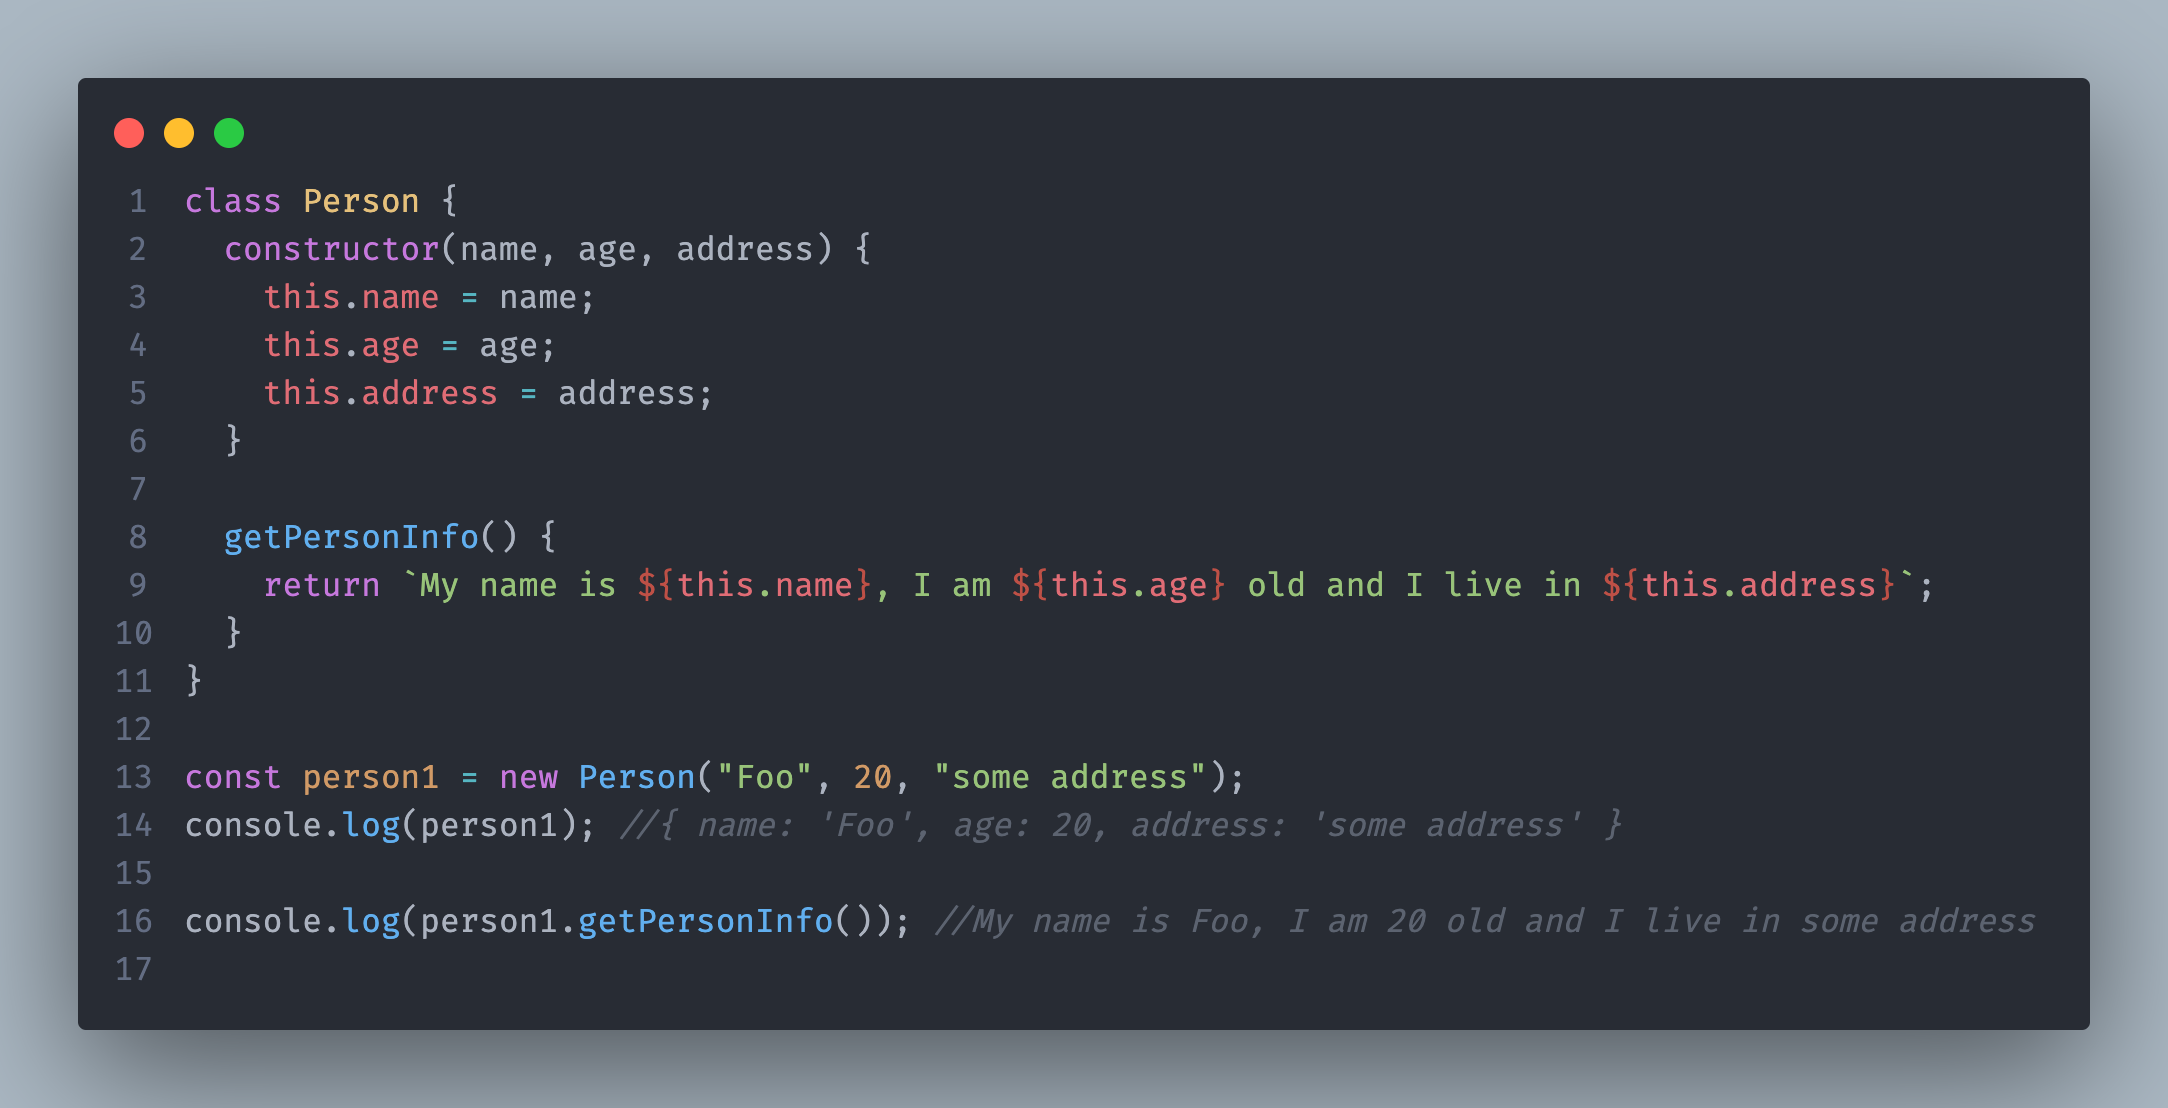 1 class Person {
2   constructor(name, age, address) {
3     this.name = name;
4     this.age = age;
5     this.address = address;
6   }
7
8   getPersonInfo() {
9     return `My name is ${this.name}, I am ${this.age} old and I live in ${this.address}`;
10   }
11 }
12
13 const person1 = new Person("Foo", 20, "some address");
14 console.log(person1); //{ name: 'Foo', age: 20, address: 'some address' }
15
16 console.log(person1.getPersonInfo()); //My name is Foo, I am 20 old and I live in some address
17